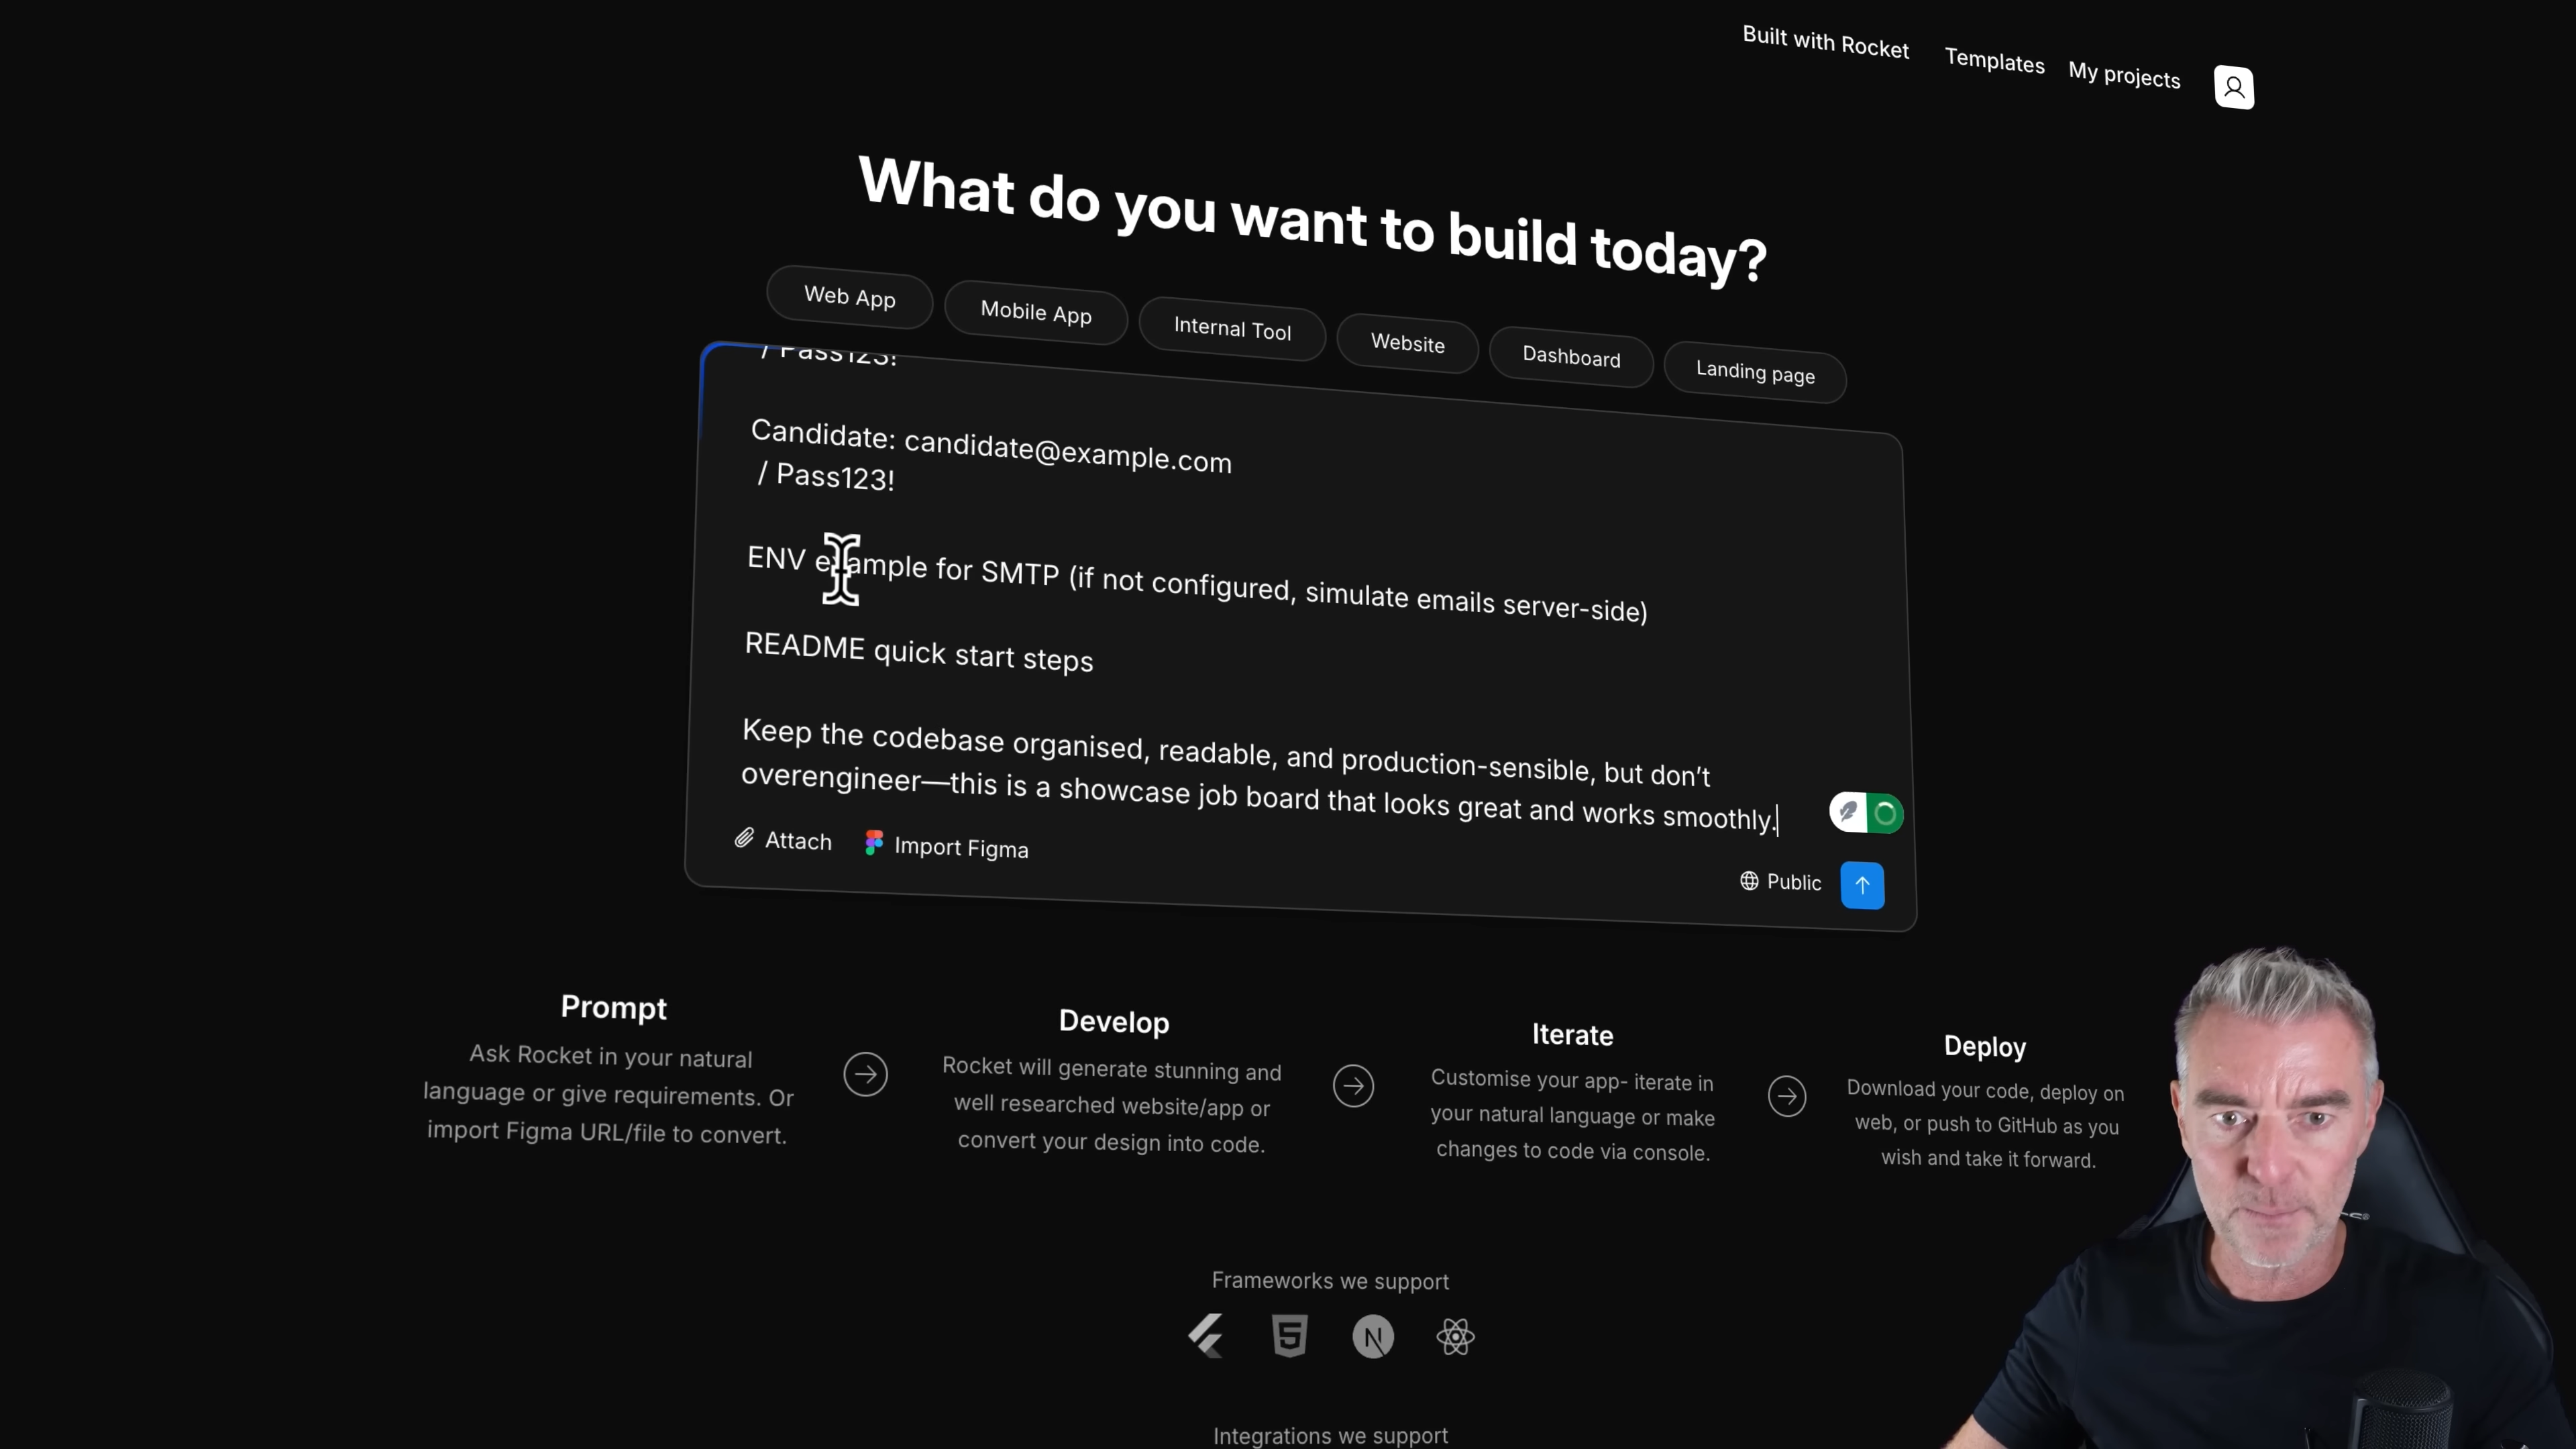 Built with Rocket
Templates
My projects
What do you want to build today?
Web App
Mobile App
Internal Tool
Website
Dashboard
Landing page
/ Pass123!
Candidate: candidate@example.com
/ Pass123!
ENV example for SMTP (if not configured, simulate emails server-side)
README quick start steps
Keep the codebase organised, readable, and production-sensible, but don’t
overengineer—this is a showcase job board that looks great and works smoothly.
Attach
Import Figma
Public
Prompt
Ask Rocket in your natural
language or give requirements. Or
import Figma URL/file to convert.
Develop
Rocket will generate stunning and
well researched website/app or
convert your design into code.
Iterate
Customise your app- iterate in
your natural language or make
changes to code via console.
Deploy
Download your code, deploy on
web, or push to GitHub as you
wish and take it forward.
Frameworks we support
5
N
Integrations we support